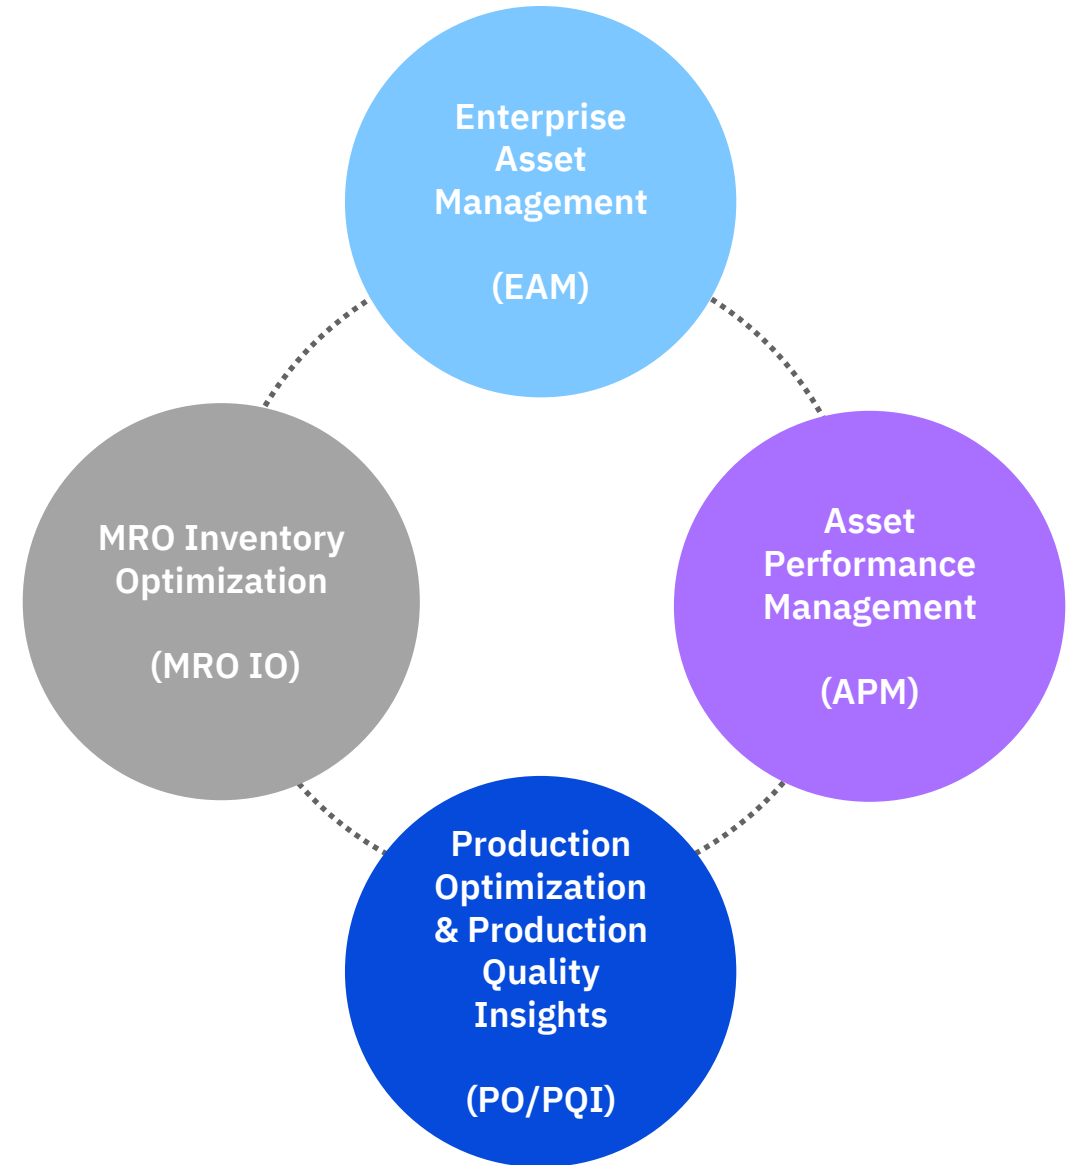 Enterprise
Asset
Management
(EAM)
MRO Inventory
Optimization
(MRO IO)
Asset
Performance
Management
(APM)
Production
Optimization
& Production
Quality
Insights
(PO/PQI)